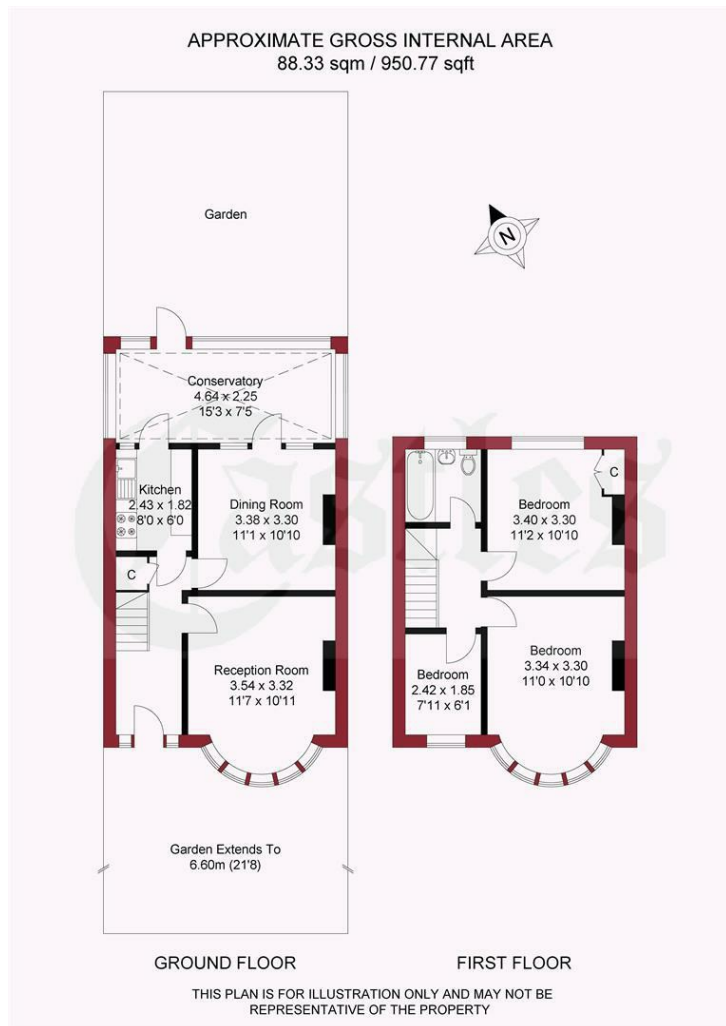 APPROXIMATE GROSS INTERNAL AREA
88.33 sqm / 950.77 sqft
Garden
N
Conservatory
4.64 x 2.25
15'3 x 7'5
Kitchen
2.43 x 1.82
8'0 x 6'0
Dining Room
3.38 x 3.30
11'1 x 10'10
C
Reception Room
3.54 x 3.32
11'7 x 10'11
Garden Extends To
6.60m (21'8)
C
Bedroom
3.40 x 3.30
11'2 x 10'10
Bedroom
2.42 x 1.85
7'11 x 6'1
Bedroom
3.34 x 3.30
11'0 x 10'10
Castles
GROUND FLOOR
FIRST FLOOR
THIS PLAN IS FOR ILLUSTRATION ONLY AND MAY NOT BE
REPRESENTATIVE OF THE PROPERTY